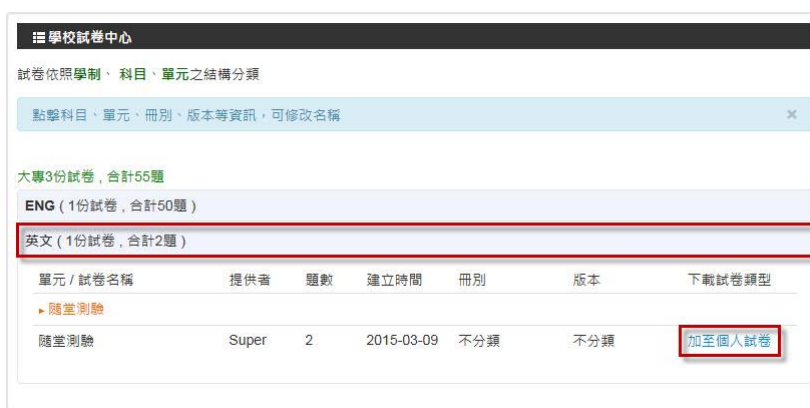 學校試卷中心
試卷依照學制、 科目、單元之結構分類
點擊科目、單元、冊別、版本等資訊，可修改名稱 ×
大專3份試卷 , 合計55題
ENG ( 1份試卷 , 合計50題 )
英文 ( 1份試卷 , 合計2題 )
單元 / 試卷名稱 提供者 題數 建立時間 冊別 版本 下載試卷類型
▸ 隨堂測驗
隨堂測驗 Super 2 2015-03-09 不分類 不分類 加至個人試卷